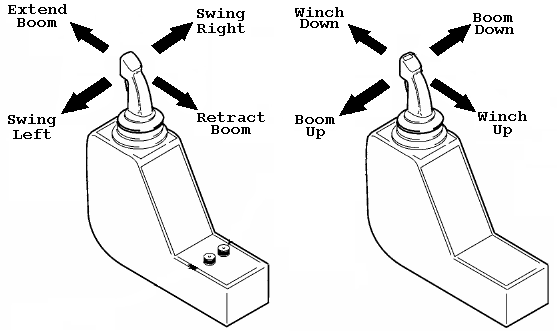 Extend
Boom
Swing
Right
Swing
Left
Retract
Boom
Winch
Down
Boom
Down
Boom
Up
Winch
Up